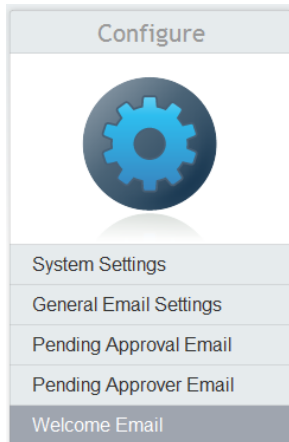 Configure
System Settings
General Email Settings
Pending Approval Email
Pending Approver Email
Welcome Email